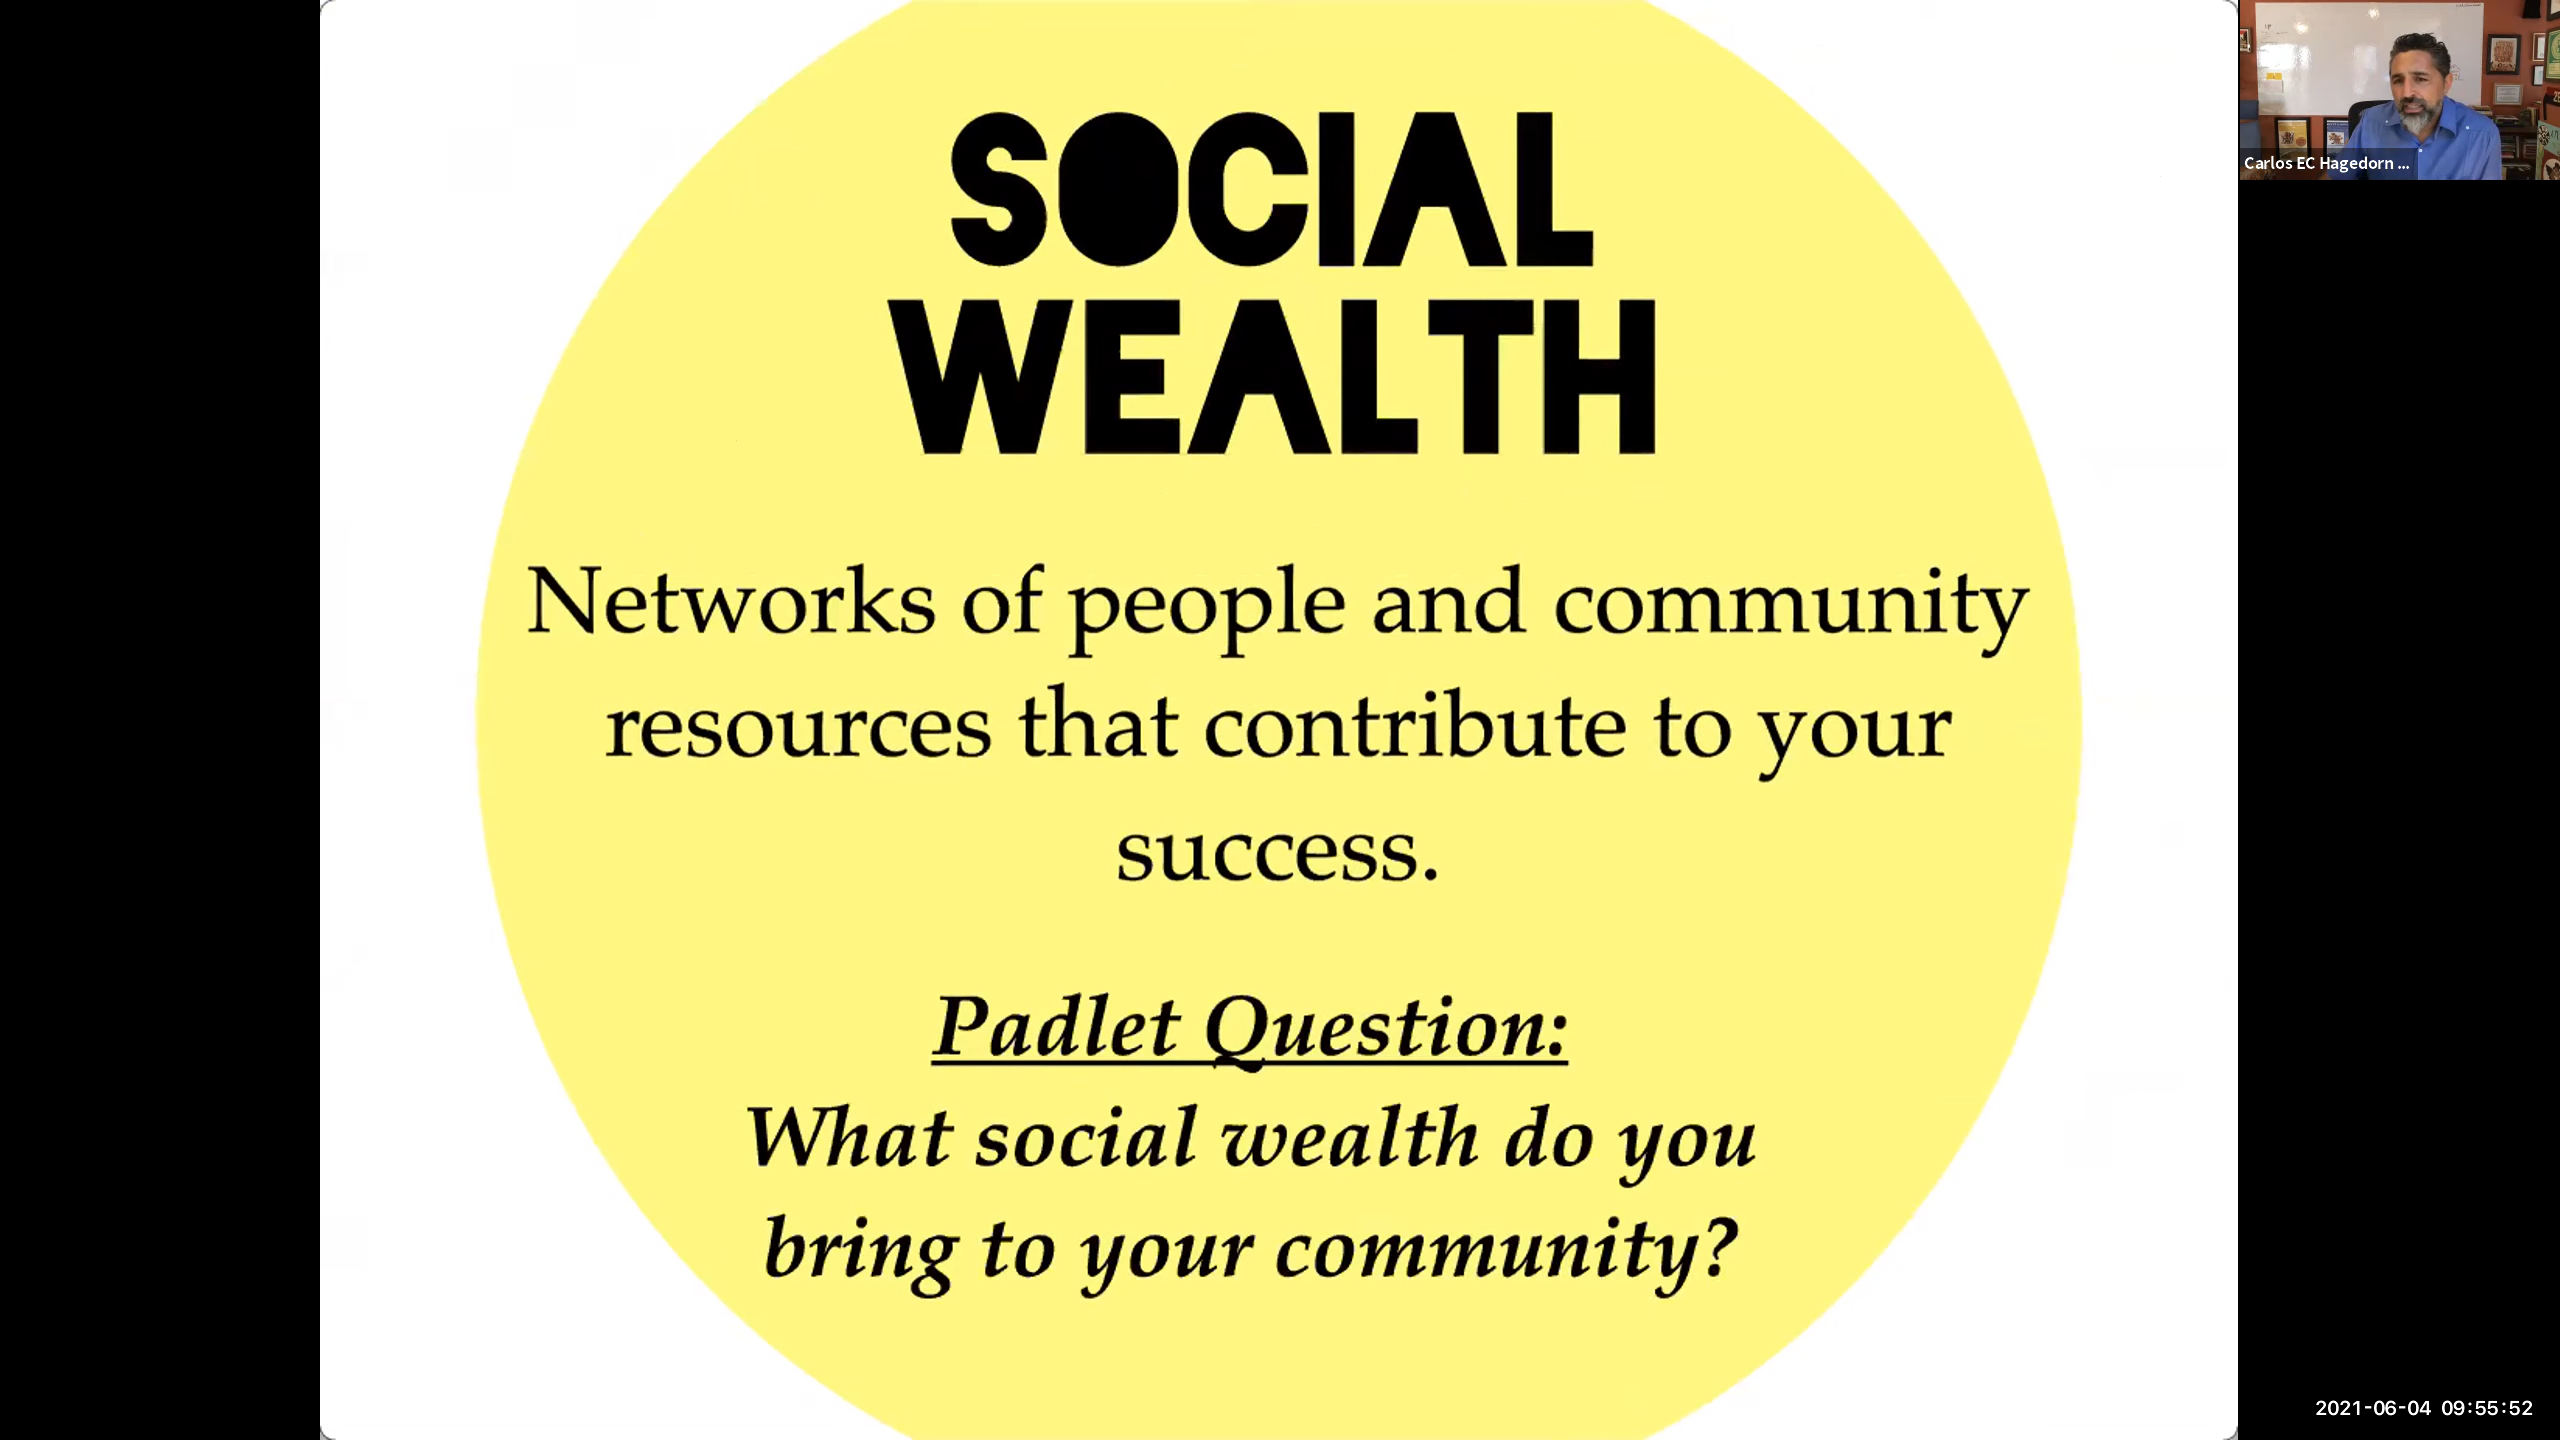 SOCIAL
WEALTH
Networks of people and community
resources that contribute to your
success.
Padlet Question:
What social wealth do you
bring to your community?
Carlos EC Hagedorn ...
2021-06-04 09:55:52